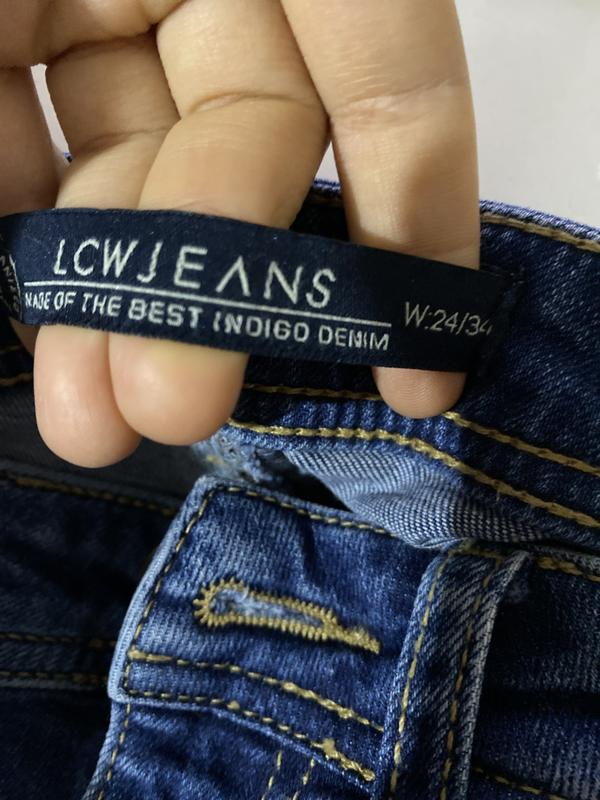 LCWJEANS
MADE OF THE BEST INDIGO DENIM
W:24/34